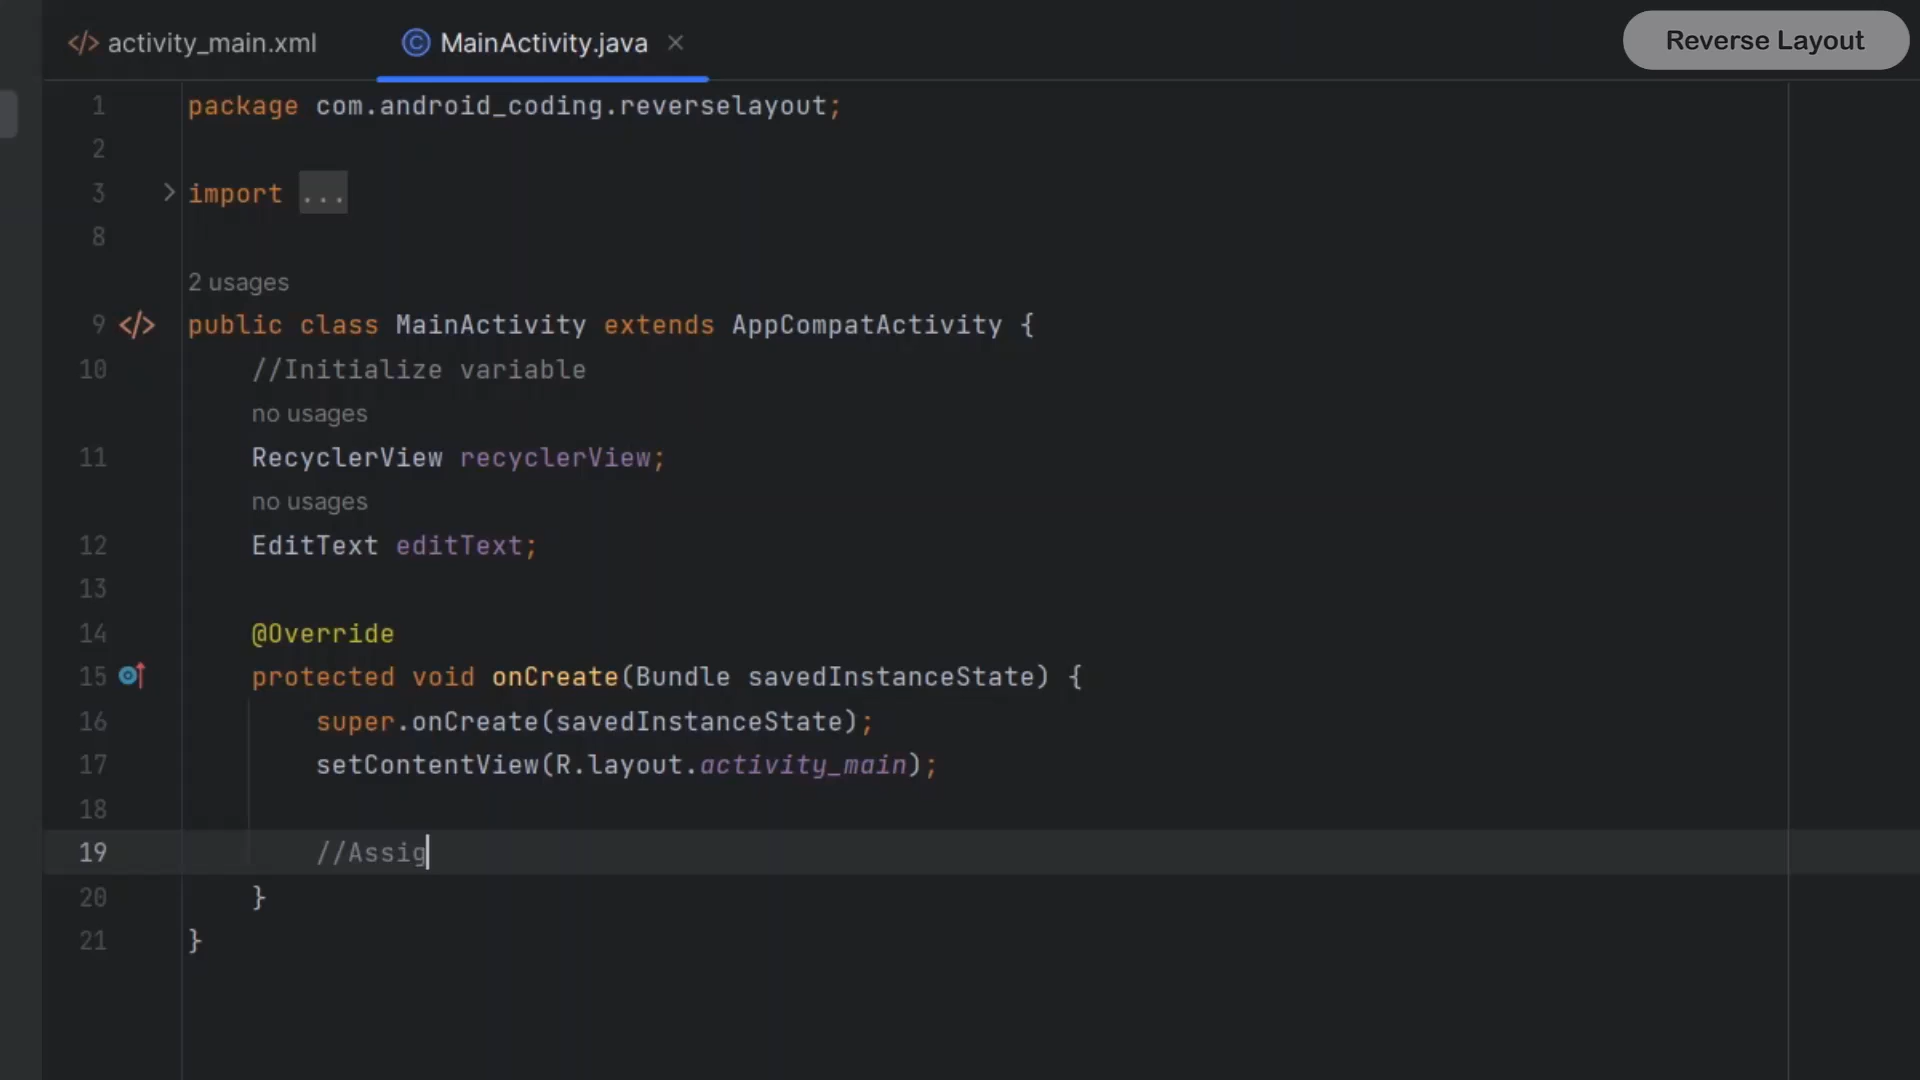 </> activity_main.xml © MainActivity.java ×
Reverse Layout
1 package com.android_coding.reverselayout;
2
3 > import ...
8
2 usages
9 </> public class MainActivity extends AppCompatActivity {
10 //Initialize variable
no usages
11 RecyclerView recyclerView;
no usages
12 EditText editText;
13
14 @Override
15 protected void onCreate(Bundle savedInstanceState) {
16 super.onCreate(savedInstanceState);
17 setContentView(R.layout.activity_main);
18
19 //Assig
20 }
21 }